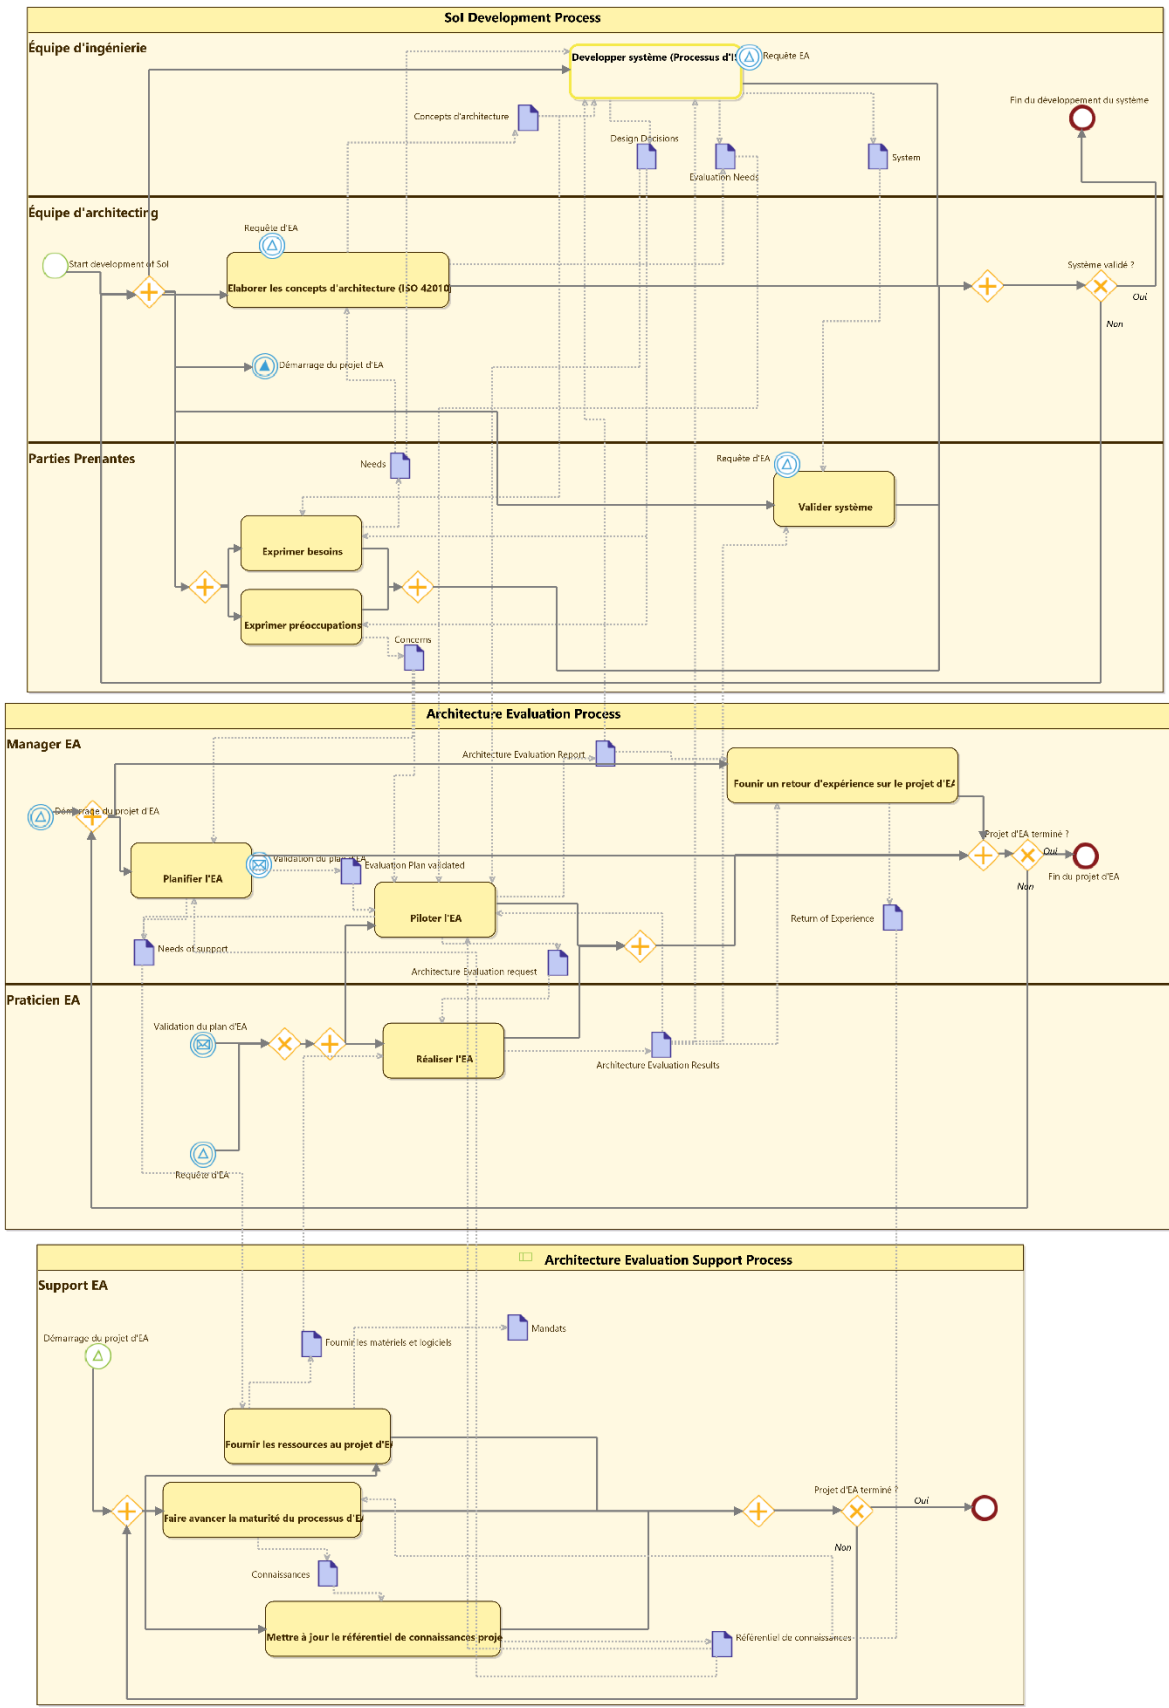 SoI Development Process
Équipe d'ingénierie
Developper système (Processus d'IS
Requête EA
Concepts d'architecture
Design Decisions
Evaluation Needs
System
Fin du développement du système
Équipe d'architecting
Requête d'EA
Start development of SoI
Elaborer les concepts d'architecture (ISO 42010)
Système validé ?
Oui
Non
Démarrage du projet d'EA
Parties Prenantes
Needs
Requête d'EA
Valider système
Exprimer besoins
Exprimer préoccupations
Concerns
Architecture Evaluation Process
Manager EA
Architecture Evaluation Report
Founir un retour d'expérience sur le projet d'EA
Démarrage du projet d'EA
Projet d'EA terminé ?
Oui
Non
Fin du projet d'EA
Planifier l'EA
Validation du plan d'EA
Evaluation Plan validated
Piloter l'EA
Return of Experience
Needs of support
Architecture Evaluation request
Praticien EA
Validation du plan d'EA
Réaliser l'EA
Architecture Evaluation Results
Requête d'EA
Architecture Evaluation Support Process
Support EA
Démarrage du projet d'EA
Fournir les matériels et logiciels
Mandats
Fournir les ressources au projet d'EA
Faire avancer la maturité du processus d'EA
Projet d'EA terminé ?
Oui
Non
Connaissances
Mettre à jour le référentiel de connaissances proje
Référentiel de connaissances